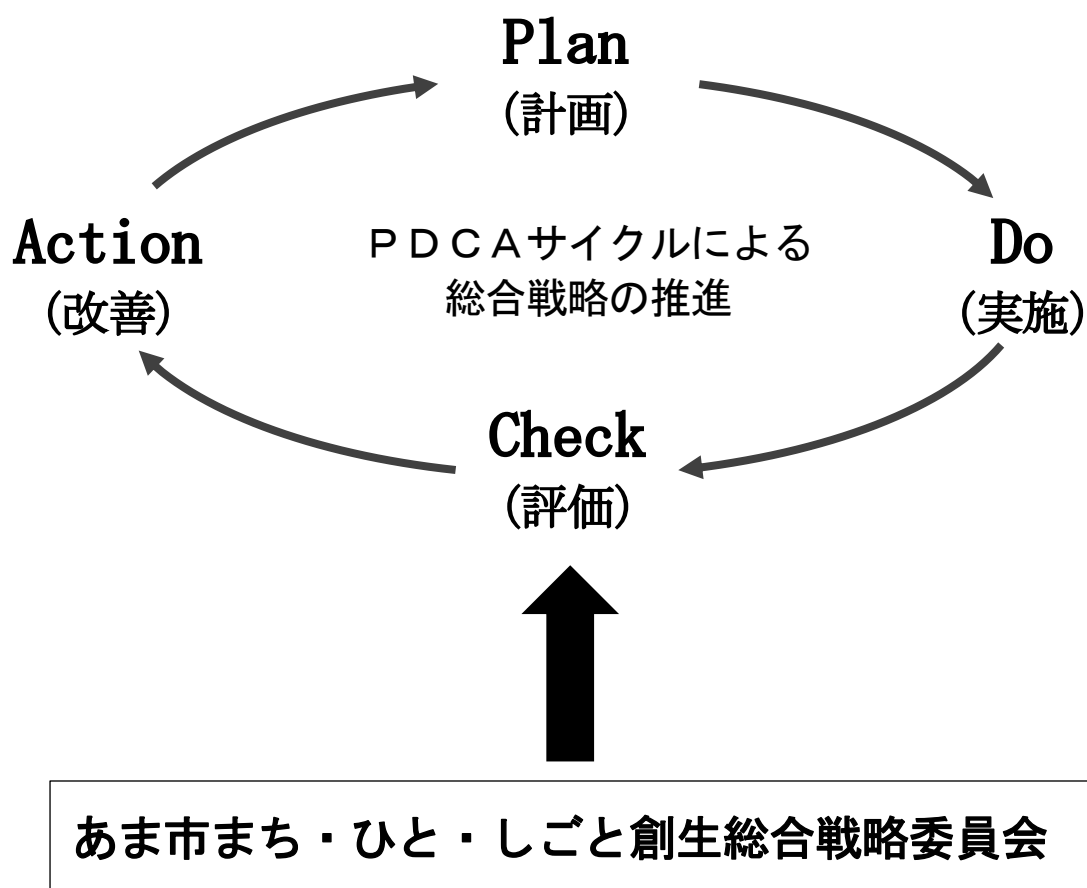 Plan
(計画)
Action
(改善)
ＰＤＣＡサイクルによる
総合戦略の推進
Do
(実施)
Check
(評価)
あま市まち・ひと・しごと創生総合戦略委員会